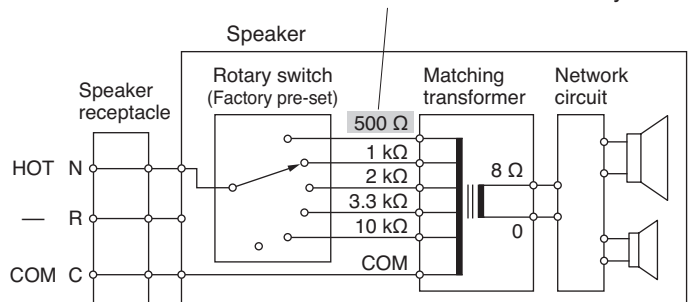 Speaker
Rotary switch
(Factory pre-set)
Matching
transformer
Network
circuit
Speaker
receptacle
500 Ω
1 kΩ
2 kΩ
3.3 kΩ
10 kΩ
COM
8 Ω
0
HOT N
— R
COM C